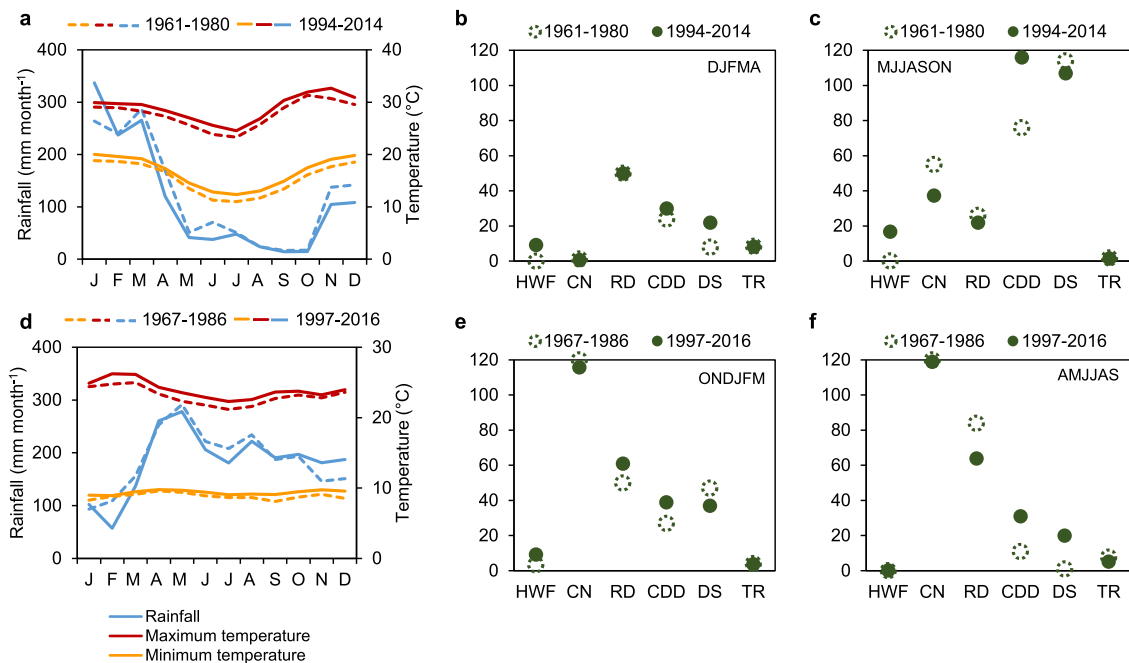 a
1961-1980 1994-2014
Rainfall (mm month-1)
400
300
200
100
0
Temperature (°C)
40
30
20
10
0
J F M A M J J A S O N D
b
1961-1980 1994-2014
DJFMA
120
100
80
60
40
20
0
HWF CN RD CDD DS TR
c
1961-1980 1994-2014
MJJASON
120
100
80
60
40
20
0
HWF CN RD CDD DS TR
d
1967-1986 1997-2016
Rainfall (mm month-1)
400
300
200
100
0
Temperature (°C)
30
20
10
0
J F M A M J J A S O N D
Rainfall
Maximum temperature
Minimum temperature
e
1967-1986 1997-2016
ONDJFM
120
100
80
60
40
20
0
HWF CN RD CDD DS TR
f
1967-1986 1997-2016
AMJJAS
120
100
80
60
40
20
0
HWF CN RD CDD DS TR